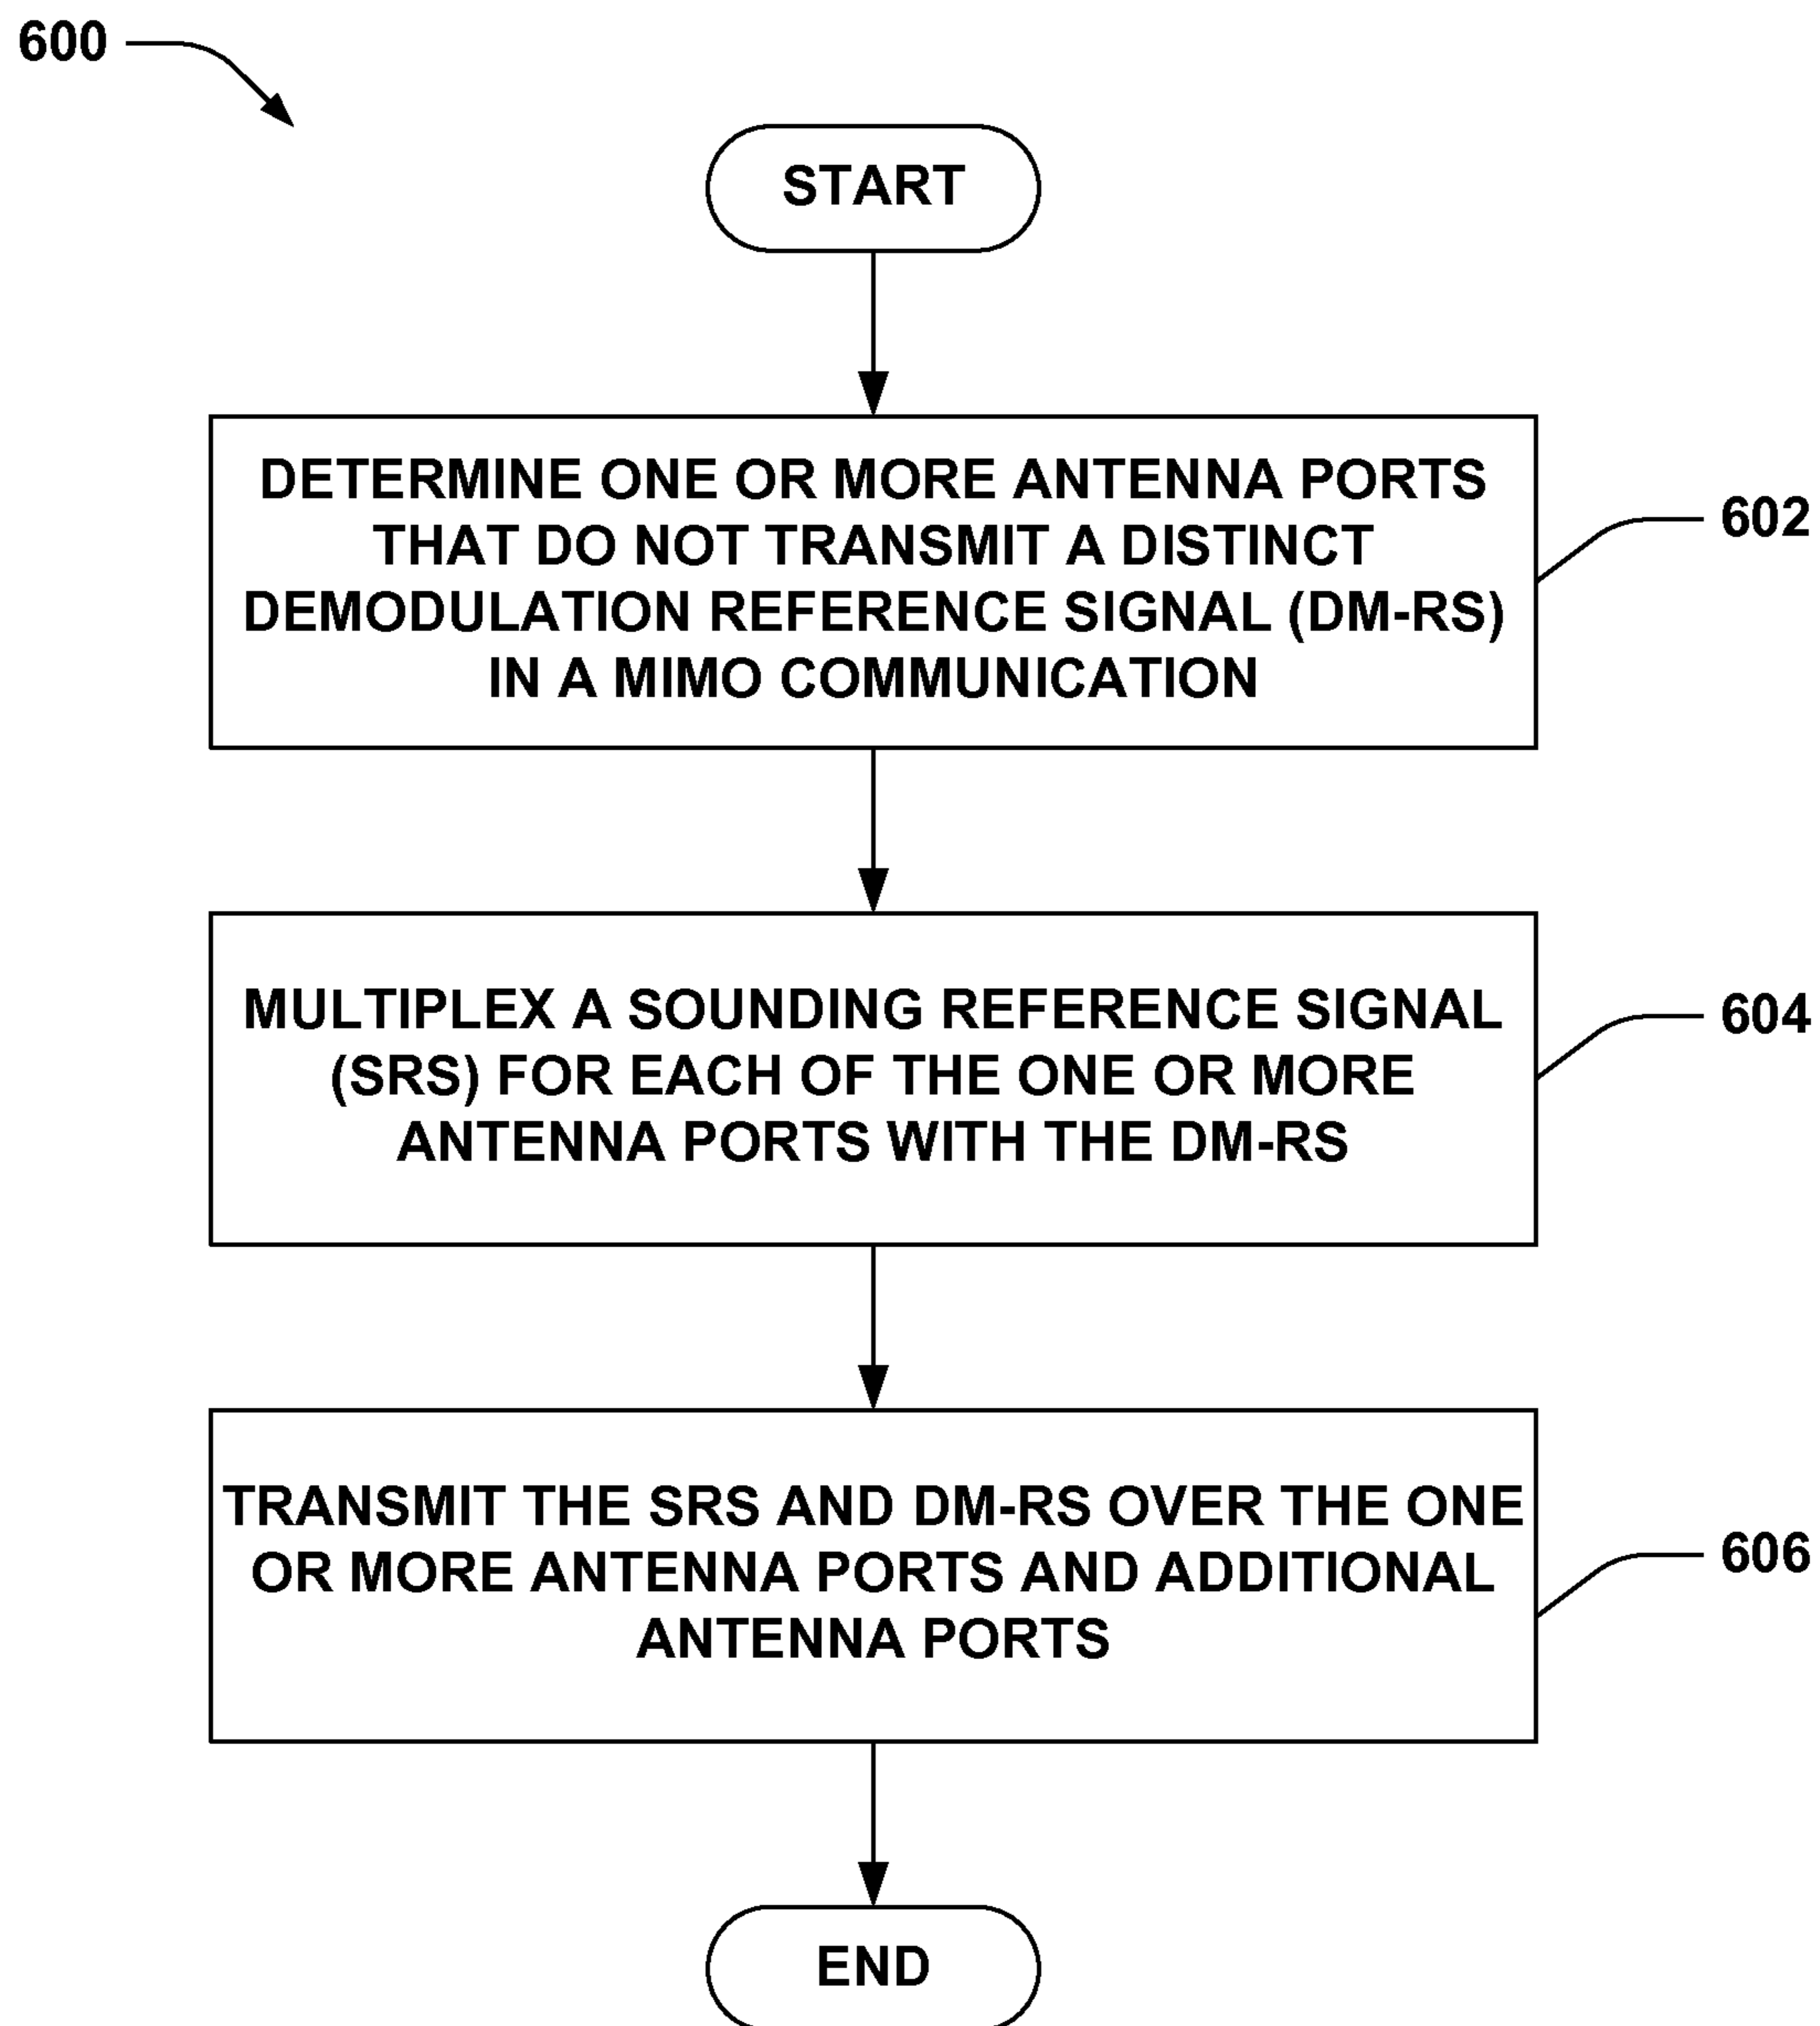 600
START
DETERMINE ONE OR MORE ANTENNA PORTS
THAT DO NOT TRANSMIT A DISTINCT
DEMODULATION REFERENCE SIGNAL (DM-RS)
IN A MIMO COMMUNICATION
602
MULTIPLEX A SOUNDING REFERENCE SIGNAL
(SRS) FOR EACH OF THE ONE OR MORE
ANTENNA PORTS WITH THE DM-RS
604
TRANSMIT THE SRS AND DM-RS OVER THE ONE
OR MORE ANTENNA PORTS AND ADDITIONAL
ANTENNA PORTS
606
END